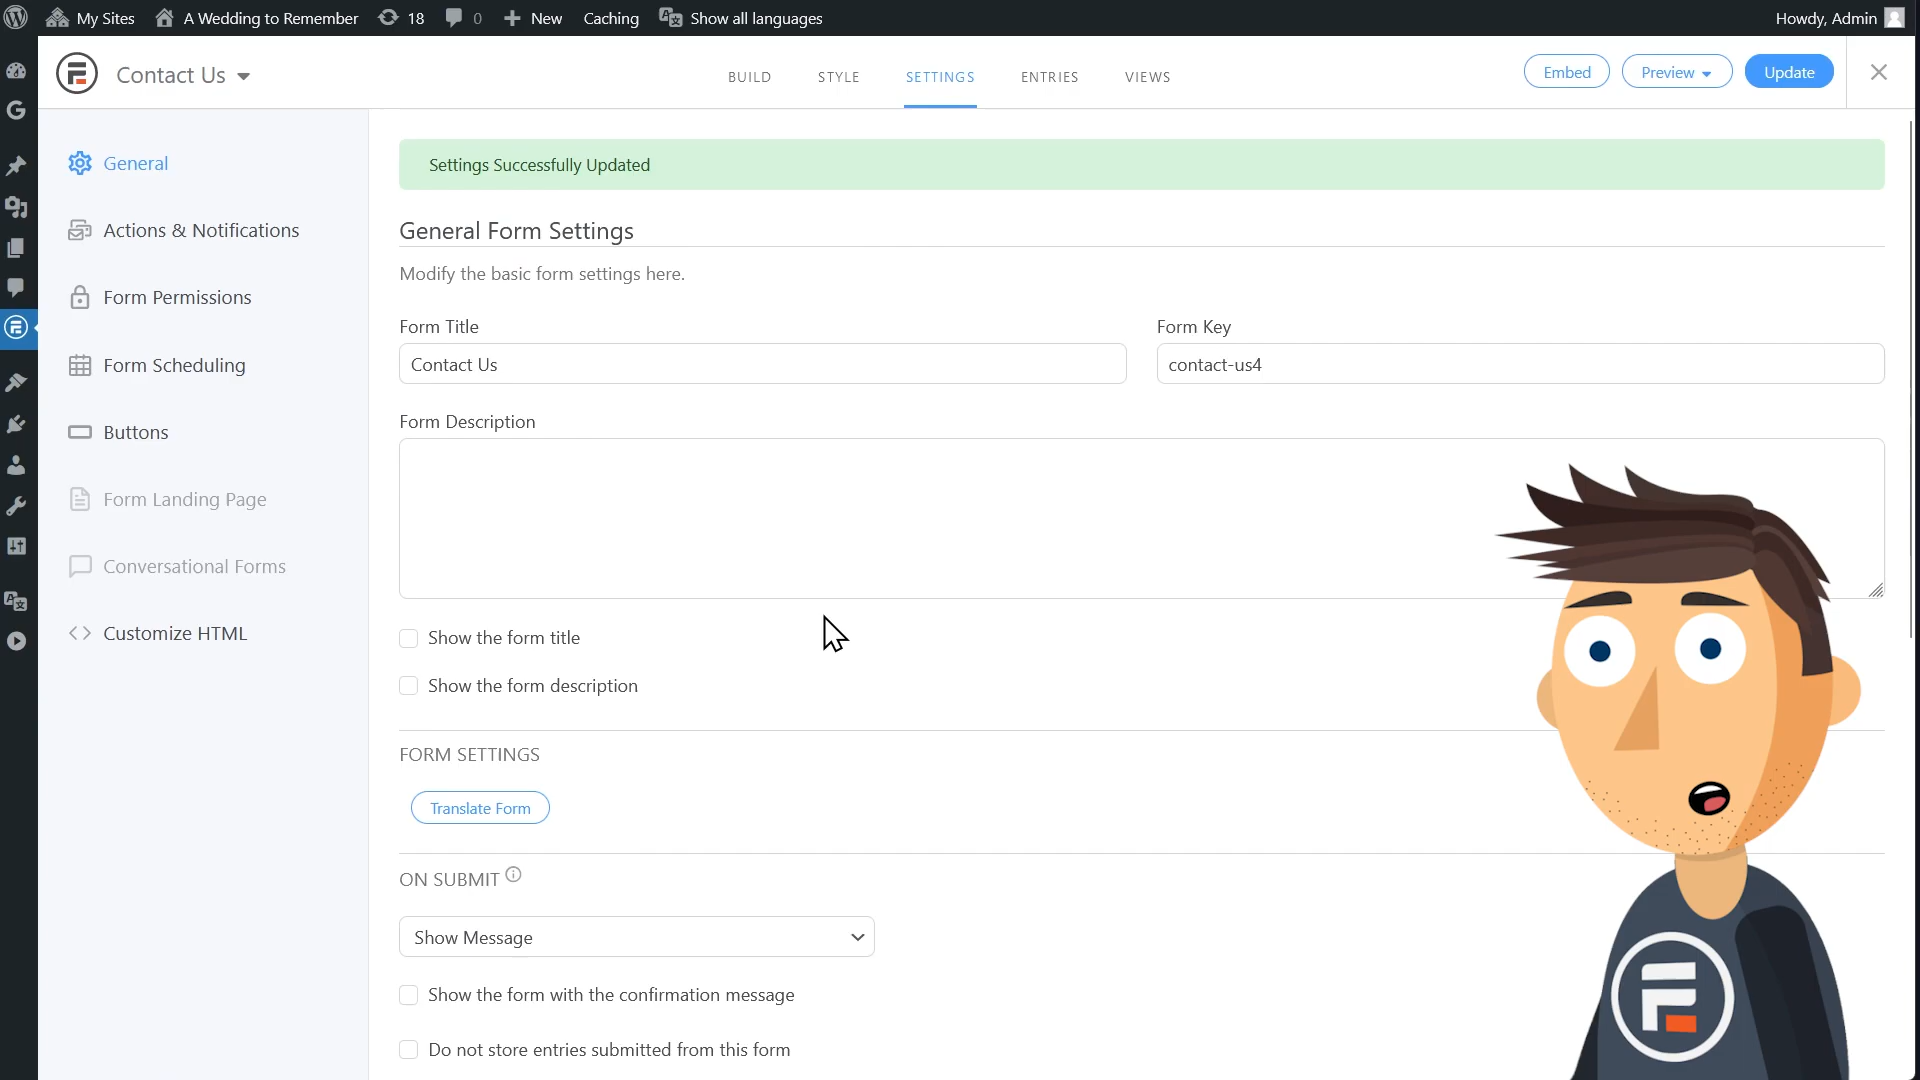 My Sites A Wedding to Remember 18 0 New Caching Show all languages Howdy, Admin
Contact Us BUILD STYLE SETTINGS ENTRIES VIEWS Embed Preview Update
General
Actions & Notifications
Form Permissions
Form Scheduling
Buttons
Form Landing Page
Conversational Forms
Customize HTML
Settings Successfully Updated
General Form Settings
Modify the basic form settings here.
Form Title Form Key
Contact Us contact-us4
Form Description
Show the form title
Show the form description
FORM SETTINGS
Translate Form
ON SUBMIT
Show Message
Show the form with the confirmation message
Do not store entries submitted from this form